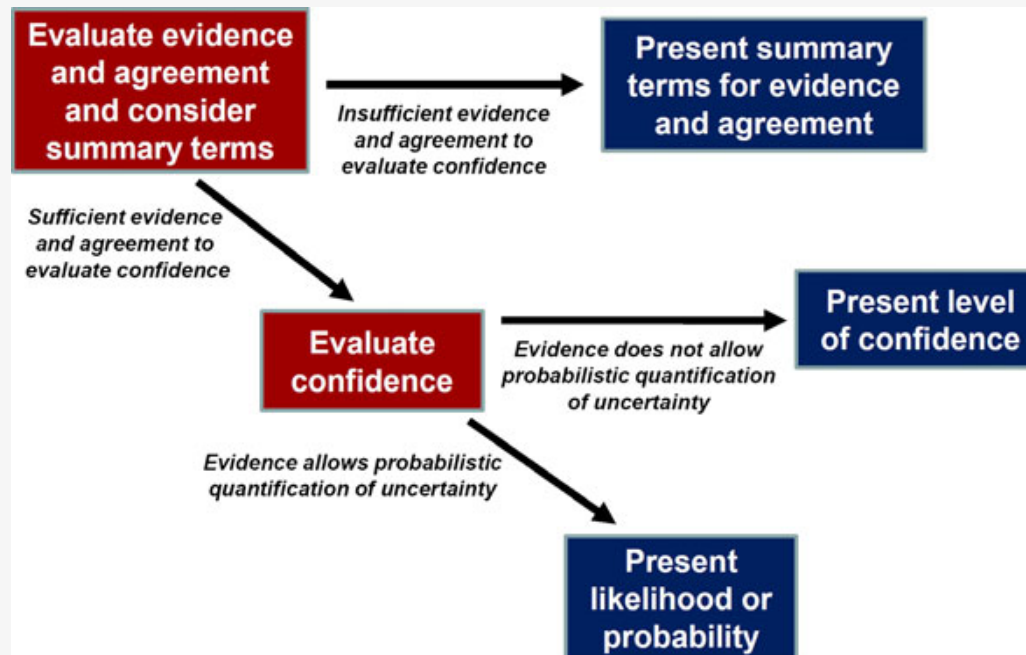 Evaluate evidence
and agreement
and consider
summary terms
Insufficient evidence
and agreement to
evaluate confidence
Present summary
terms for evidence
and agreement
Sufficient evidence
and agreement to
evaluate confidence
Evaluate
confidence
Evidence does not allow
probabilistic quantification
of uncertainty
Present level
of confidence
Evidence allows probabilistic
quantification of uncertainty
Present
likelihood or
probability